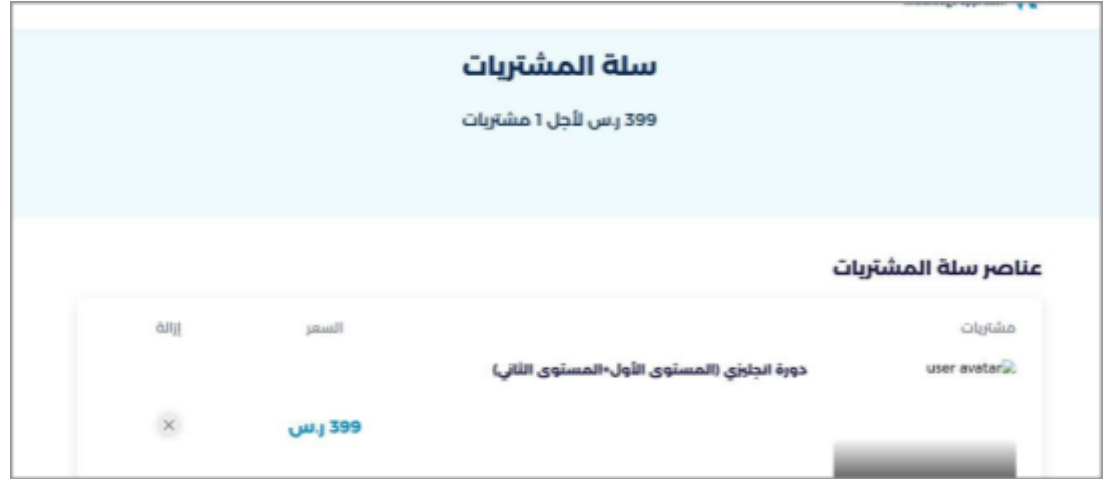 سلة المشتريات
399 ر.س لأجل 1 مشتريات
عناصر سلة المشتريات
مشتريات السعر إزالة
user avatar دورة انجليزي (المستوى الأول+المستوى الثاني)
399 ر.س